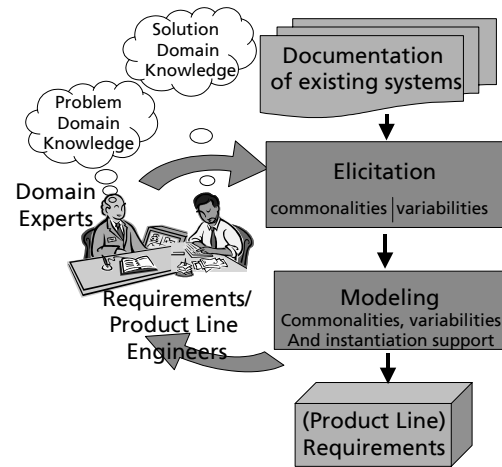 Solution
Domain
Knowledge
Problem
Domain
Knowledge
Documentation
of existing systems
Domain
Experts
Elicitation
commonalities variabilities
Requirements/
Product Line
Engineers
Modeling
Commonalities, variabilities
And instantiation support
(Product Line)
Requirements